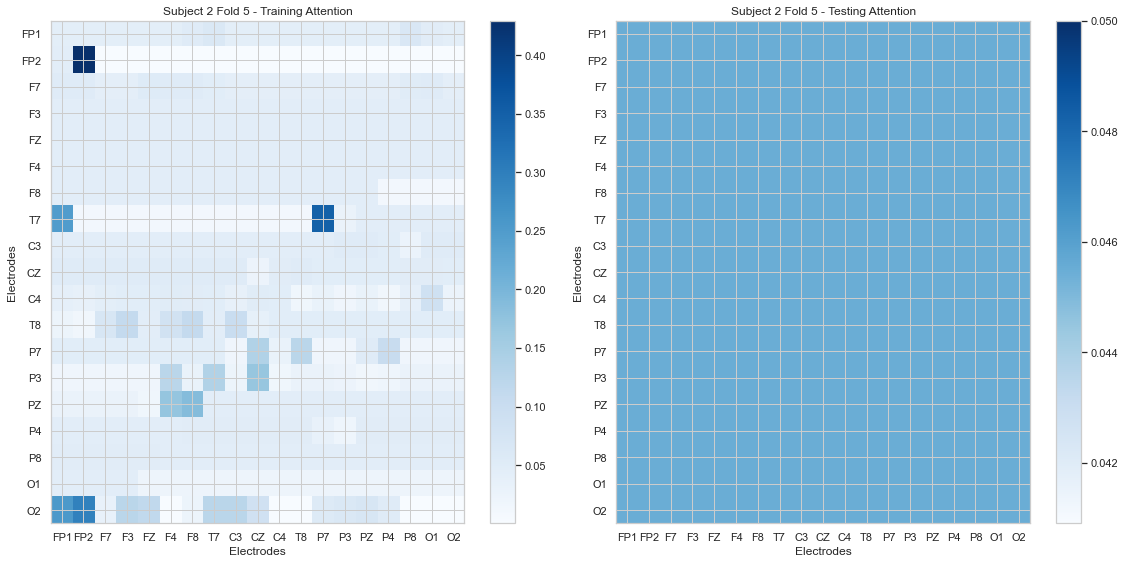 Subject 2 Fold 5 - Training Attention
FP1
FP2
F7
F3
FZ
F4
F8
T7
C3
CZ
C4
T8
P7
P3
PZ
P4
P8
O1
O2
Electrodes
FP1 FP2 F7 F3 FZ F4 F8 T7 C3 CZ C4 T8 P7 P3 PZ P4 P8 O1 O2
Electrodes
0.40
0.35
0.30
0.25
0.20
0.15
0.10
0.05
Subject 2 Fold 5 - Testing Attention
FP1
FP2
F7
F3
FZ
F4
F8
T7
C3
CZ
C4
T8
P7
P3
PZ
P4
P8
O1
O2
Electrodes
FP1 FP2 F7 F3 FZ F4 F8 T7 C3 CZ C4 T8 P7 P3 PZ P4 P8 O1 O2
Electrodes
0.050
0.048
0.046
0.044
0.042